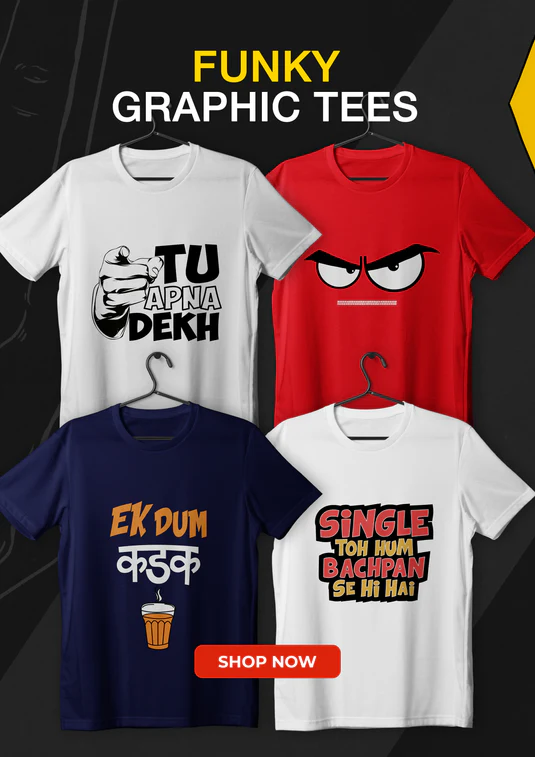 FUNKY
GRAPHIC TEES
TU
APNA
DEKH
EK DUM
कडक
SiNGLE
TOH HUM
BACHPAN
SE Hi HAi
SHOP NOW